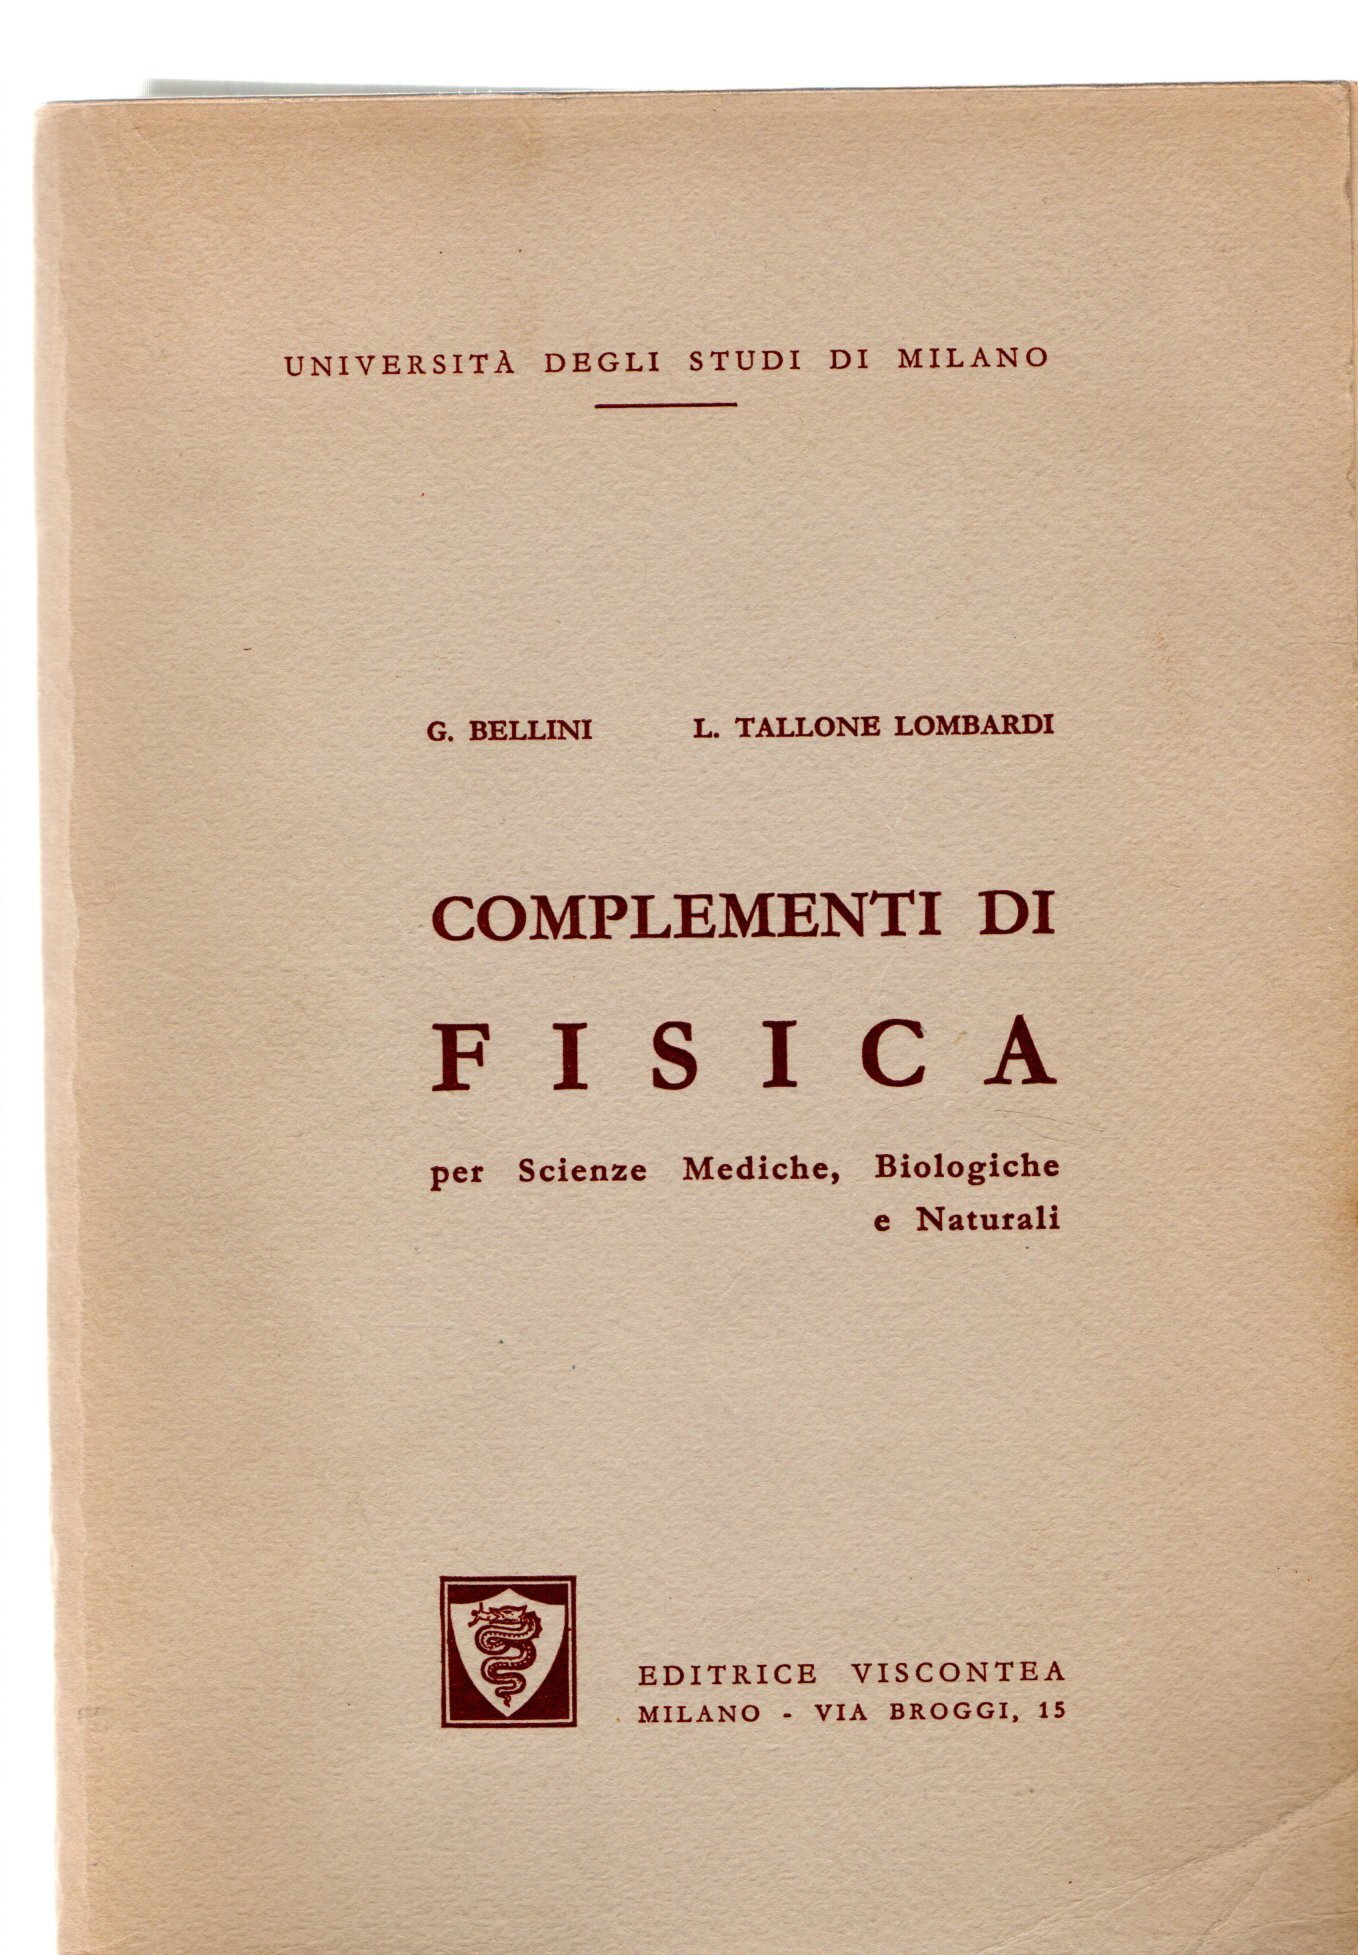 UNIVERSITÀ DEGLI STUDI DI MILANO
G. BELLINI L. TALLONE LOMBARDI
COMPLEMENTI DI
FISICA
per Scienze Mediche, Biologiche
e Naturali
EDITRICE VISCONTEA
MILANO - VIA BROGGI, 15